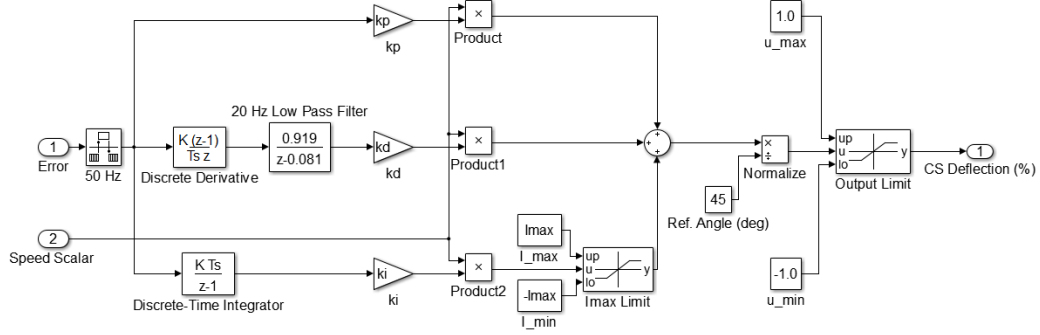 kp
kp
×
Product
1.0
u_max
1
Error
50 Hz
K (z-1)
Ts z
Discrete Derivative
20 Hz Low Pass Filter
0.919
z-0.081
kd
kd
×
Product1
+
+
+
×
÷
Normalize
45
Ref. Angle (deg)
up
u
lo
y
Output Limit
1
CS Deflection (%)
2
Speed Scalar
K Ts
z-1
Discrete-Time Integrator
ki
ki
×
Product2
Imax
I_max
-Imax
I_min
up
u
lo
y
Imax Limit
-1.0
u_min